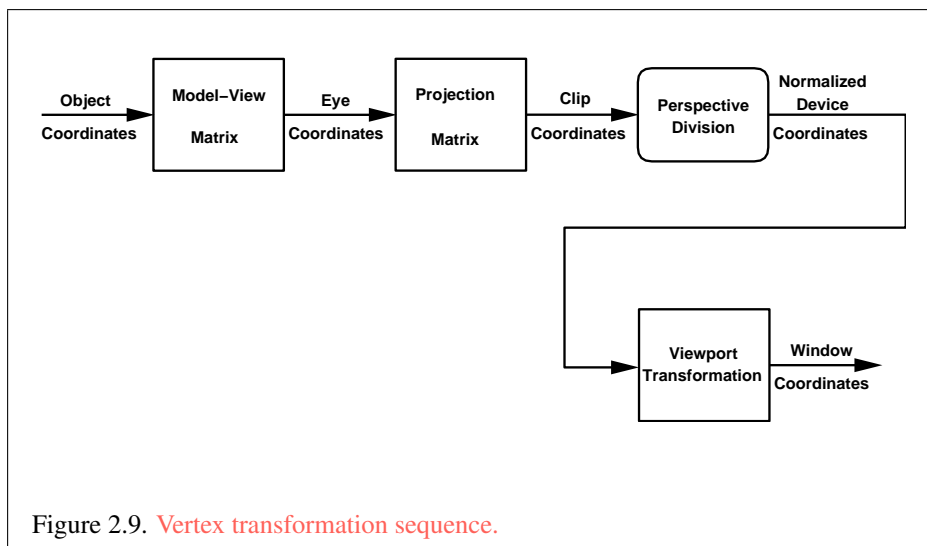 Object
Coordinates
Model−View
Matrix
Eye
Coordinates
Projection
Matrix
Clip
Coordinates
Perspective
Division
Normalized
Device
Coordinates
Viewport
Transformation
Window
Coordinates
Figure 2.9. Vertex transformation sequence.